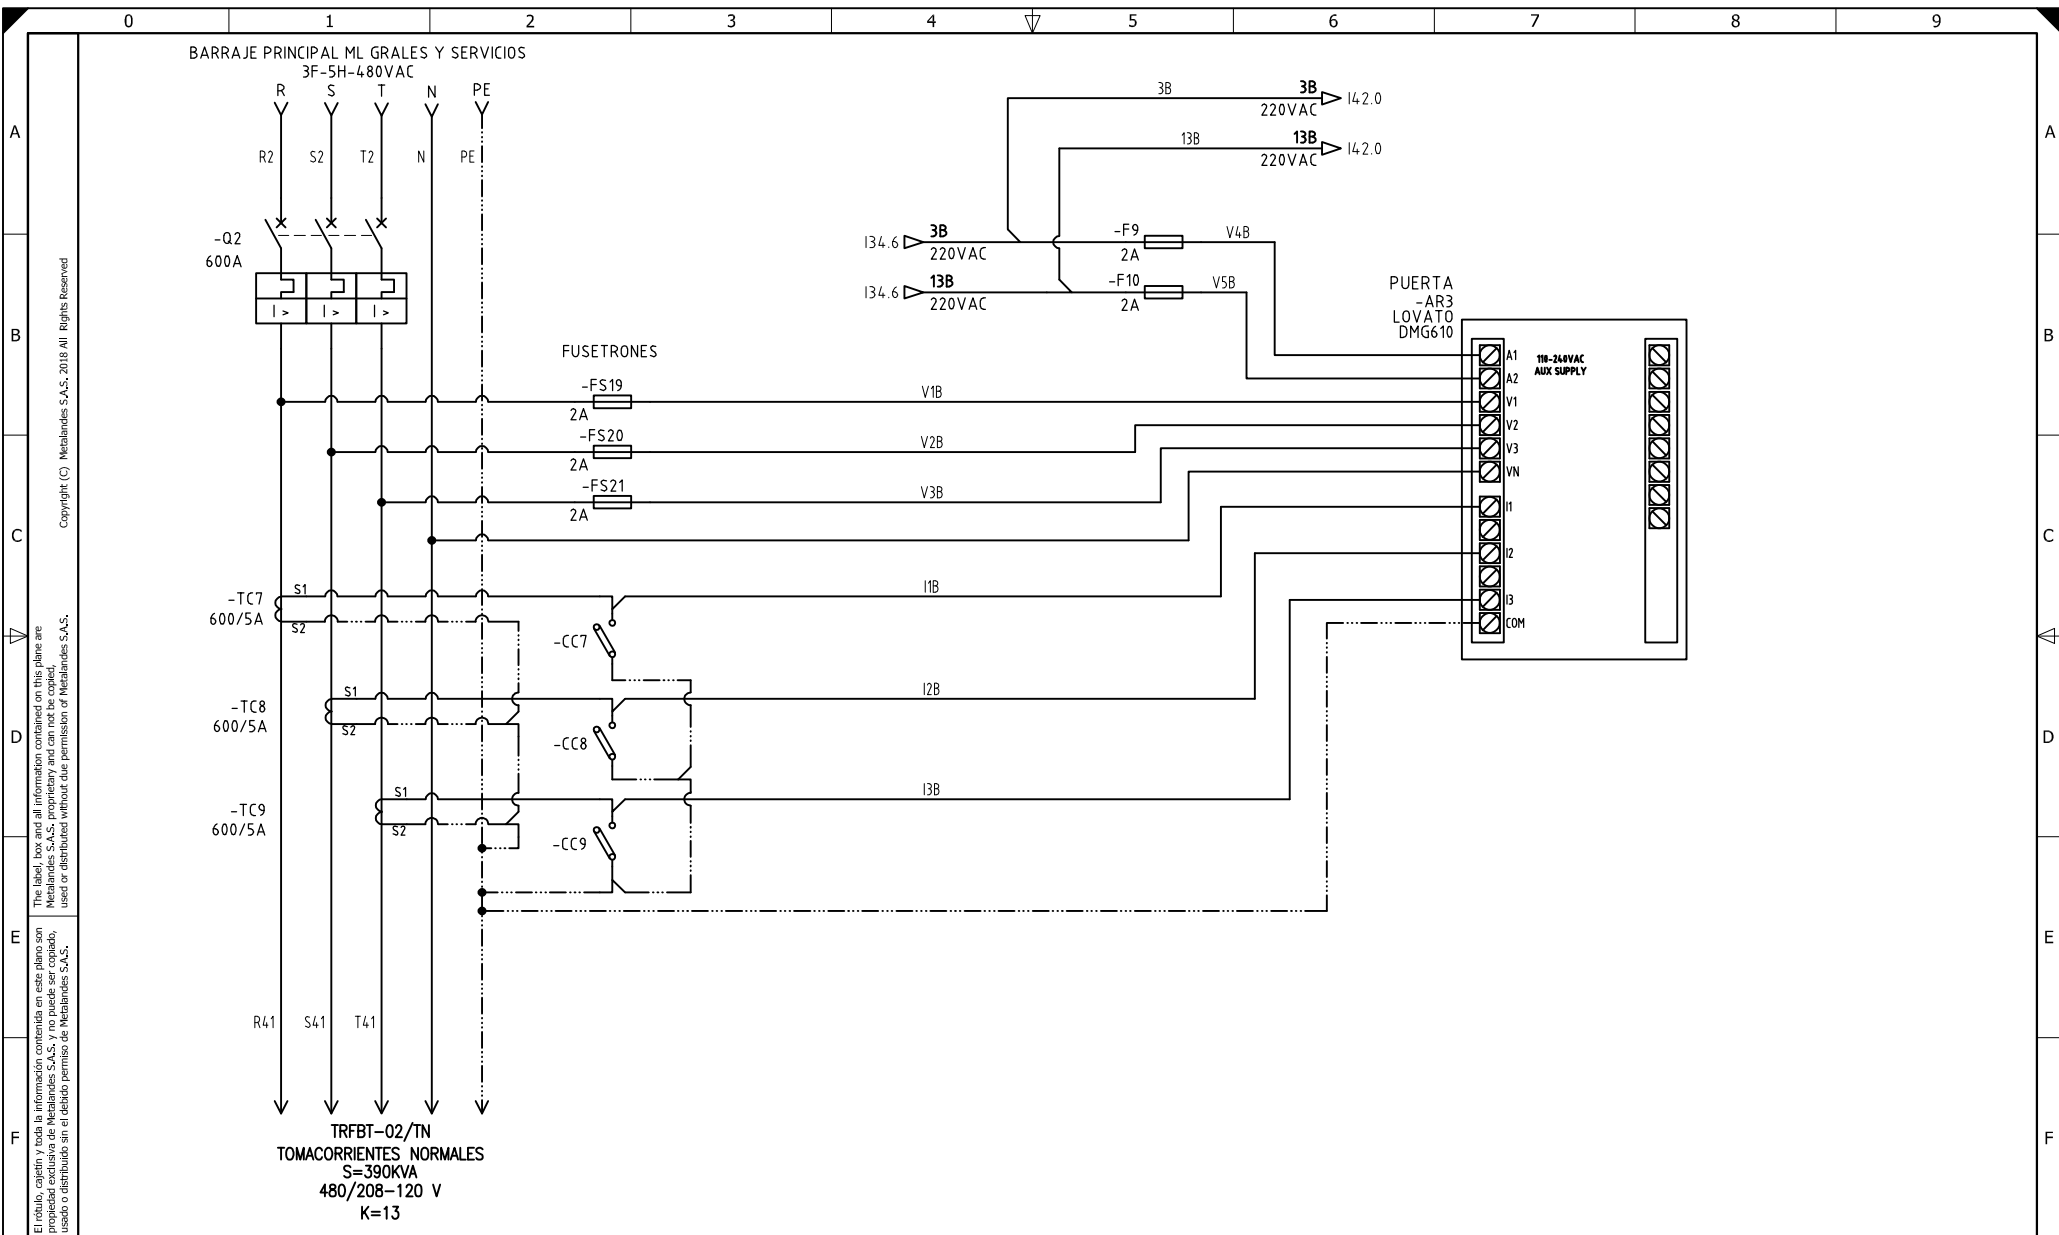 0 1 2 3 4 5 6 7 8 9
BARRAJE PRINCIPAL ML GRALES Y SERVICIOS
3F-5H-480VAC
R S T N PE
R2 S2 T2 N PE
-Q2
600A
I > I > I >
3B 3B I42.0
220VAC
13B 13B I42.0
220VAC
I34.6 3B -F9 V4B
220VAC 2A
I34.6 13B -F10 V5B
220VAC 2A
PUERTA
-AR3
LOVATO
DMG610
A1 110-240VAC
AUX SUPPLY
A2
V1
V2
V3
VN
I1
I2
I3
COM
FUSETRONES
-FS19 V1B
2A
-FS20 V2B
2A
-FS21 V3B
2A
-TC7 S1 I1B
600/5A S2
-CC7
-TC8 S1 I2B
600/5A S2
-CC8
-TC9 S1 I3B
600/5A S2
-CC9
R41 S41 T41
TRFBT-02/TN
TOMACORRIENTES NORMALES
S=390KVA
480/208-120 V
K=13
A A
B B
C C
D D
E E
F F
Copyright (C) Metalandes S.A.S. 2018 All Rights Reserved
The label, box and all information contained on this plane are
Metalandes S.A.S. proprietary and can not be copied,
used or distributed without due permission of Metalandes S.A.S.
El rótulo, cajetín y toda la información contenida en este plano son
propiedad exclusiva de Metalandes S.A.S. y no puede ser copiado,
usado o distribuido sin el debido permiso de Metalandes S.A.S.